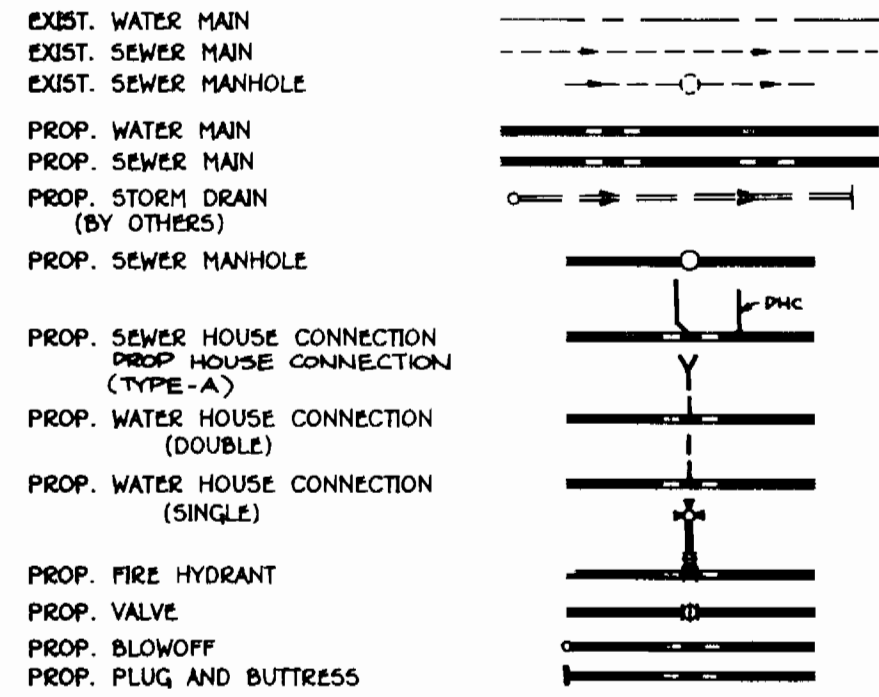 EXIST. WATER MAIN
EXIST. SEWER MAIN
EXIST. SEWER MANHOLE
PROP. WATER MAIN
PROP. SEWER MAIN
PROP. STORM DRAIN
(BY OTHERS)
PROP. SEWER MANHOLE
DHC
PROP. SEWER HOUSE CONNECTION
DROP HOUSE CONNECTION
(TYPE-A)
PROP. WATER HOUSE CONNECTION
(DOUBLE)
PROP. WATER HOUSE CONNECTION
(SINGLE)
PROP. FIRE HYDRANT
PROP. VALVE
PROP. BLOWOFF
PROP. PLUG AND BUTTRESS